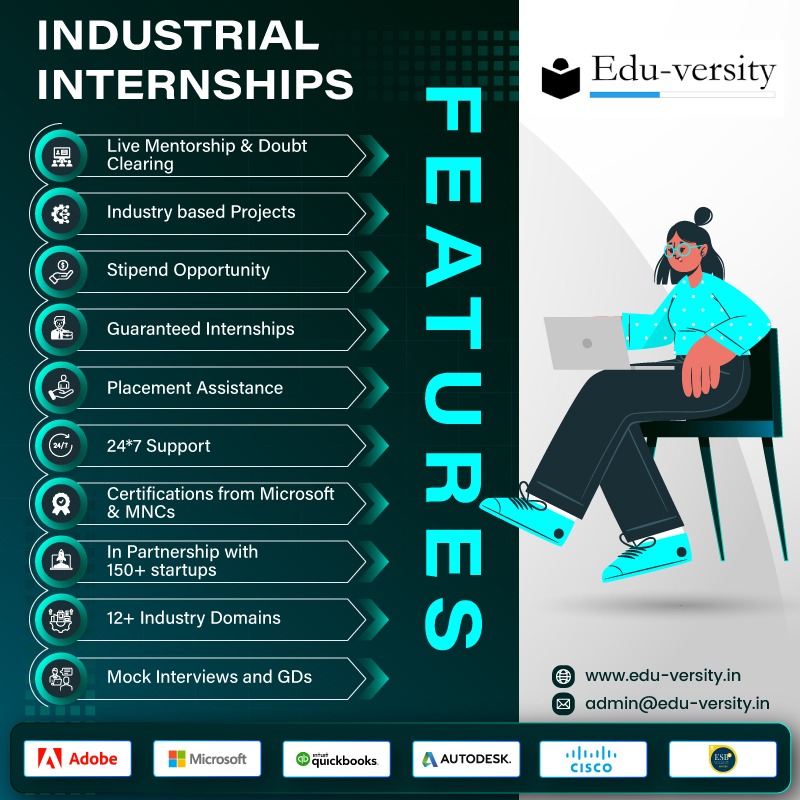 INDUSTRIAL
INTERNSHIPS
Edu-versity
FEATURES
Live Mentorship & Doubt
Clearing
Industry based Projects
Stipend Opportunity
Guaranteed Internships
Placement Assistance
24/7
24*7 Support
Certifications from Microsoft
& MNCs
In Partnership with
150+ startups
12+ Industry Domains
Mock Interviews and GDs
www.edu-versity.in
admin@edu-versity.in
Adobe
Microsoft
intuit
quickbooks.
AUTODESK.
CISCO
ESP